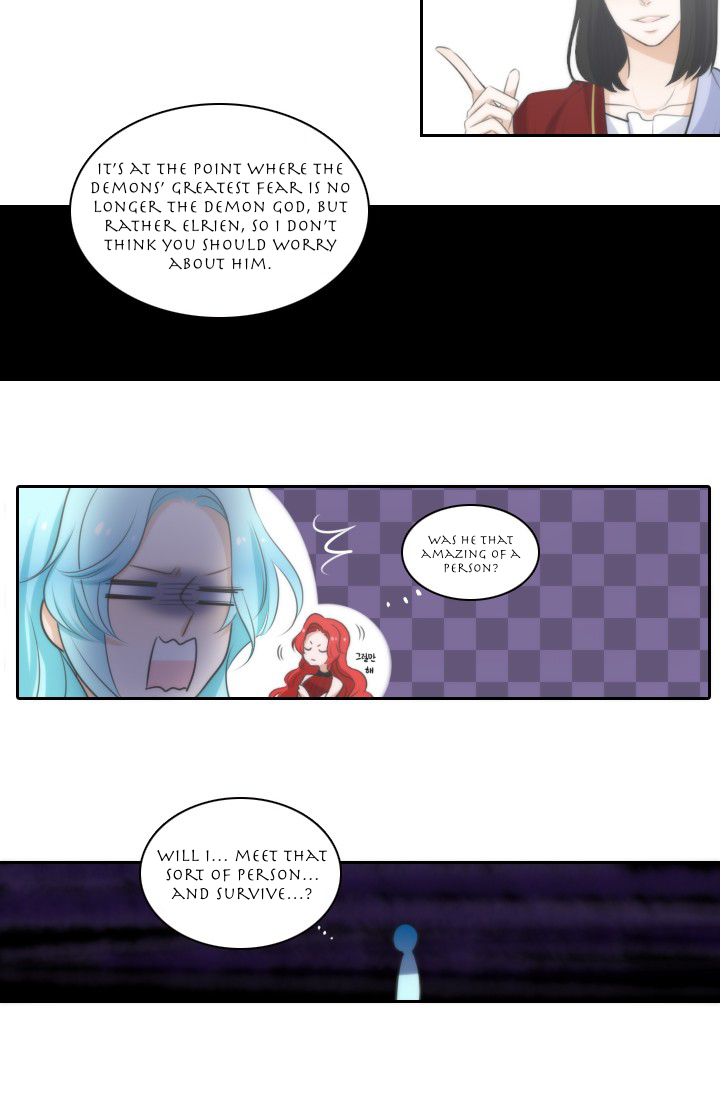 IT'S AT THE POINT WHERE THE
DEMONS' GREATEST FEAR IS NO
LONGER THE DEMON GOD, BUT
RATHER ELRIEN, SO I DON'T
THINK YOU SHOULD WORRY
ABOUT HIM.
WAS HE THAT
AMAZING OF A
PERSON?
그럴만
해
WILL I... MEET THAT
SORT OF PERSON...
AND SURVIVE...?